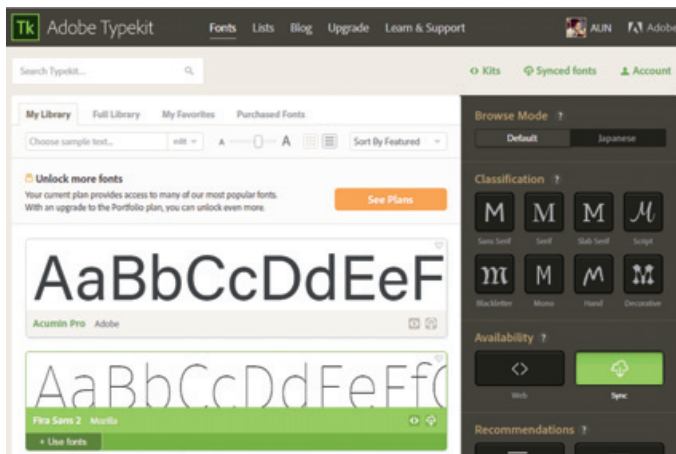 Tk Adobe Typekit Fonts Lists Blog Upgrade Learn & Support AUN Adobe
Search Typekit... Kits Synced fonts Account
My Library Full Library My Favorites Purchased Fonts
Choose sample text... edit A A Sort By Featured
Unlock more fonts
Your current plan provides access to many of our most popular fonts.
With an upgrade to the Portfolio plan, you can unlock even more.
See Plans
AaBbCcDdEeF
Acumin Pro Adobe
AaBbCcDdEeFf
Fira Sans 2 Mozilla
+ Use fonts
Browse Mode ?
Default Japanese
Classification ?
M M M M
Sans Serif Serif Slab Serif Script
m M M M
Blackletter Mono Hand Decorative
Availability ?
Web Sync
Recommendations ?